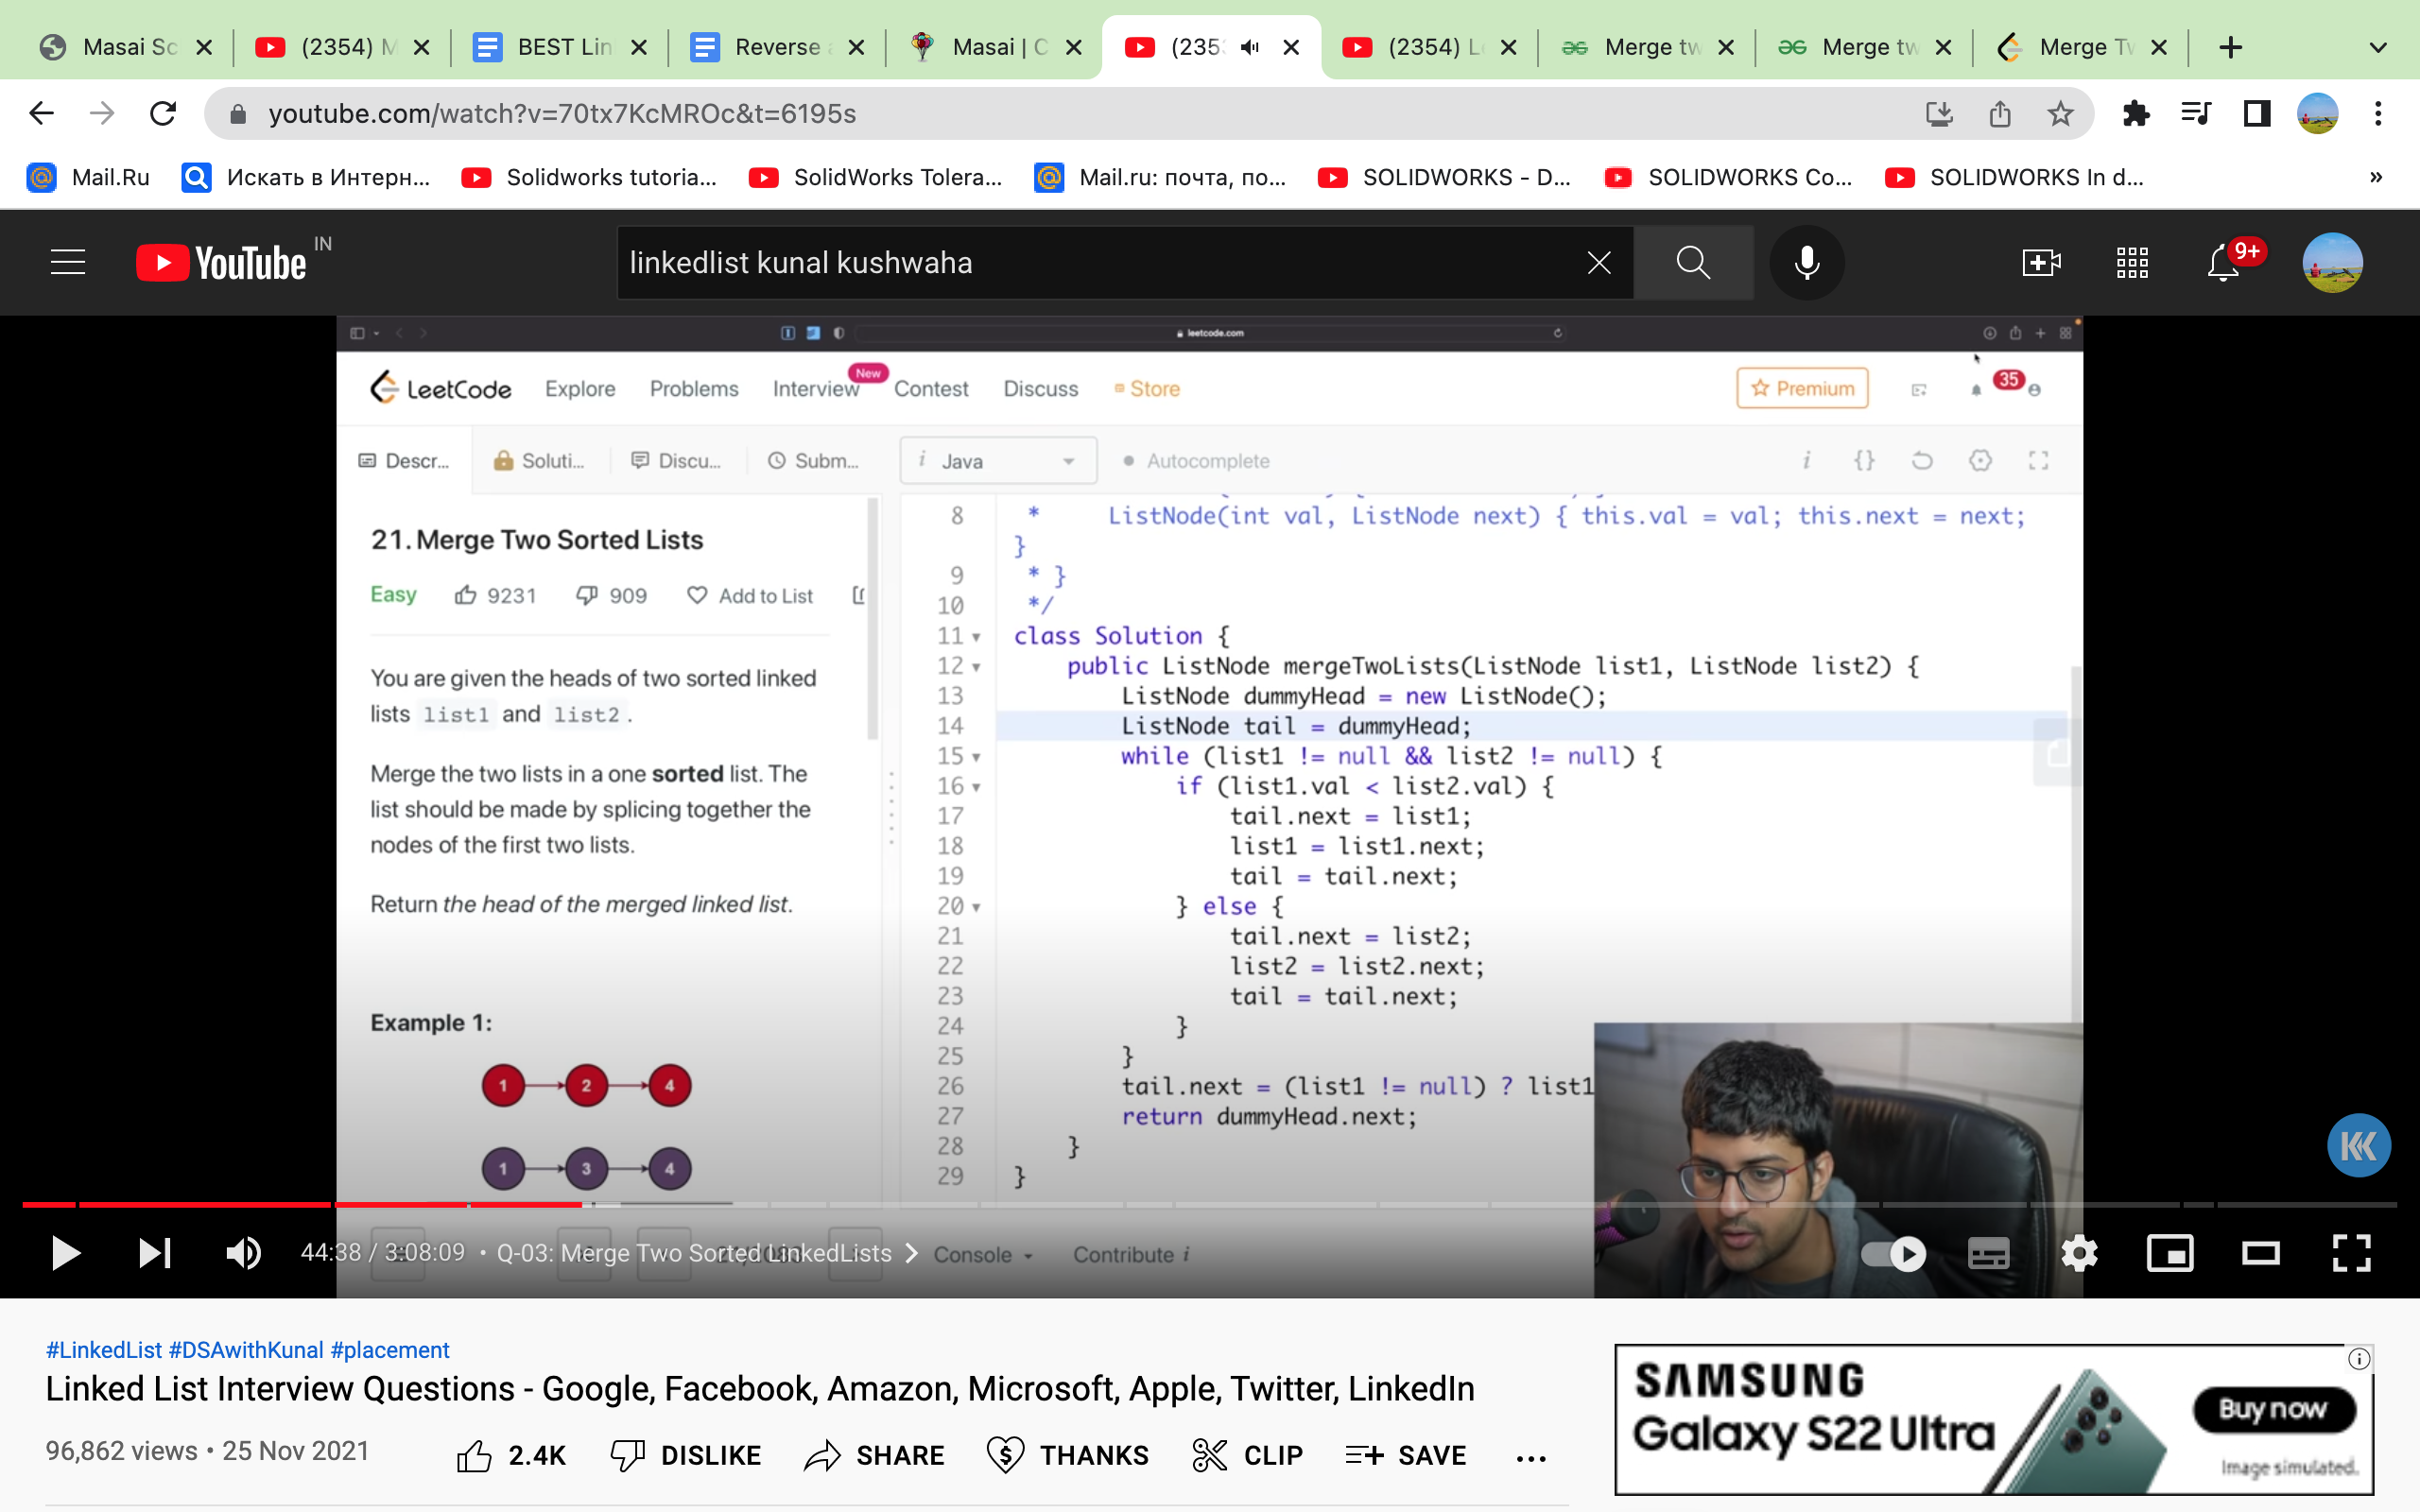 Masai Sc
(2354) M
BEST Lin
Reverse a
Masai | C
(2353
(2354) Le
Merge tw
Merge tw
Merge Tw
youtube.com/watch?v=70tx7KcMROc&t=6195s
Mail.Ru
Искать в Интерн...
Solidworks tutoria...
SolidWorks Tolera...
Mail.ru: почта, по...
SOLIDWORKS - D...
SOLIDWORKS Co...
SOLIDWORKS In d...
»
YouTube IN
linkedlist kunal kushwaha
9+
leetcode.com
LeetCode
Explore
Problems
Interview
New
Contest
Discuss
Store
Premium
35
Descr...
Soluti...
Discu...
Subm...
i Java
Autocomplete
21. Merge Two Sorted Lists
Easy
9231
909
Add to List
You are given the heads of two sorted linked
lists list1 and list2.
Merge the two lists in a one sorted list. The
list should be made by splicing together the
nodes of the first two lists.
Return the head of the merged linked list.
Example 1:
1 2 4
1 3 4
8 * ListNode(int val, ListNode next) { this.val = val; this.next = next;
}
9 * }
10 */
11 class Solution {
12 public ListNode mergeTwoLists(ListNode list1, ListNode list2) {
13 ListNode dummyHead = new ListNode();
14 ListNode tail = dummyHead;
15 while (list1 != null && list2 != null) {
16 if (list1.val < list2.val) {
17 tail.next = list1;
18 list1 = list1.next;
19 tail = tail.next;
20 } else {
21 tail.next = list2;
22 list2 = list2.next;
23 tail = tail.next;
24 }
25 }
26 tail.next = (list1 != null) ? list1
27 return dummyHead.next;
28 }
29 }
KK
44:38 / 3:08:09 • Q-03: Merge Two Sorted LinkedLists
Console
Contribute i
#LinkedList #DSAwithKunal #placement
Linked List Interview Questions - Google, Facebook, Amazon, Microsoft, Apple, Twitter, LinkedIn
96,862 views • 25 Nov 2021
2.4K
DISLIKE
SHARE
THANKS
CLIP
SAVE
SAMSUNG
Galaxy S22 Ultra
Buy now
Image simulated.